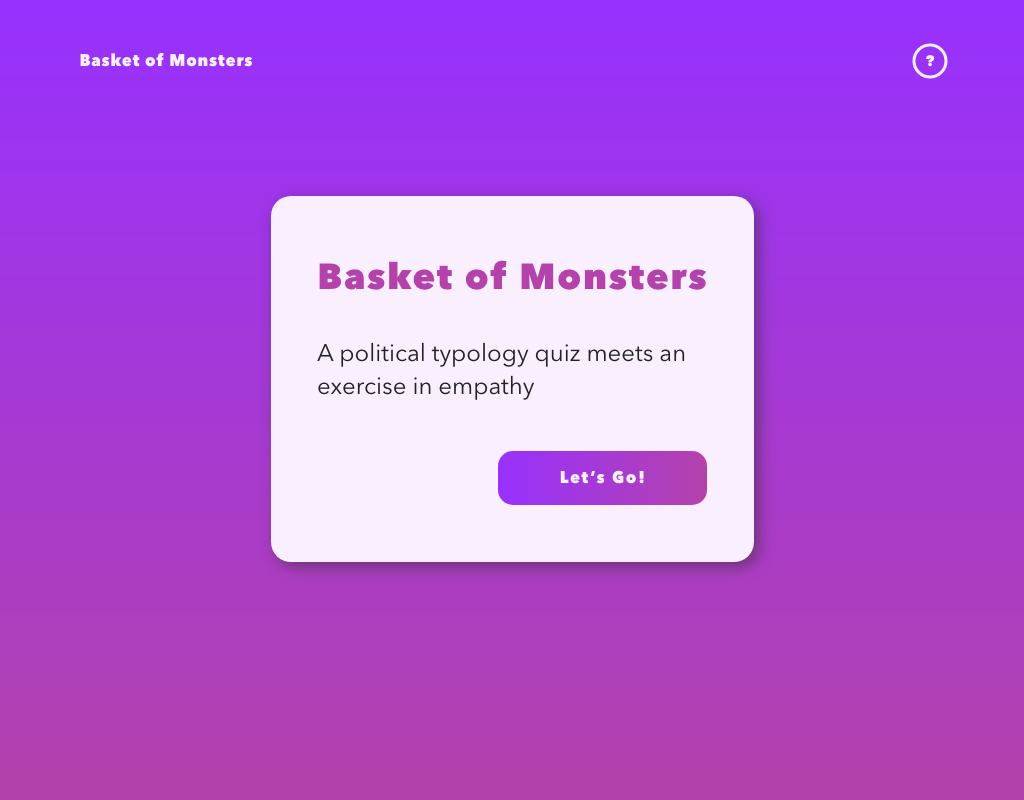 Basket of Monsters
?
Basket of Monsters
A political typology quiz meets an
exercise in empathy
Let’s Go!